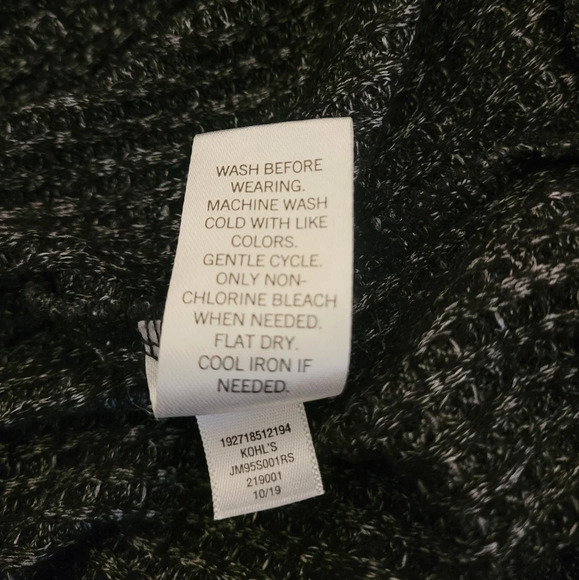 WASH BEFORE
WEARING.
MACHINE WASH
COLD WITH LIKE
COLORS.
GENTLE CYCLE.
ONLY NON-
CHLORINE BLEACH
WHEN NEEDED.
FLAT DRY.
COOL IRON IF
NEEDED.
192718512194
KOHL'S
JM95S001RS
219001
10/19